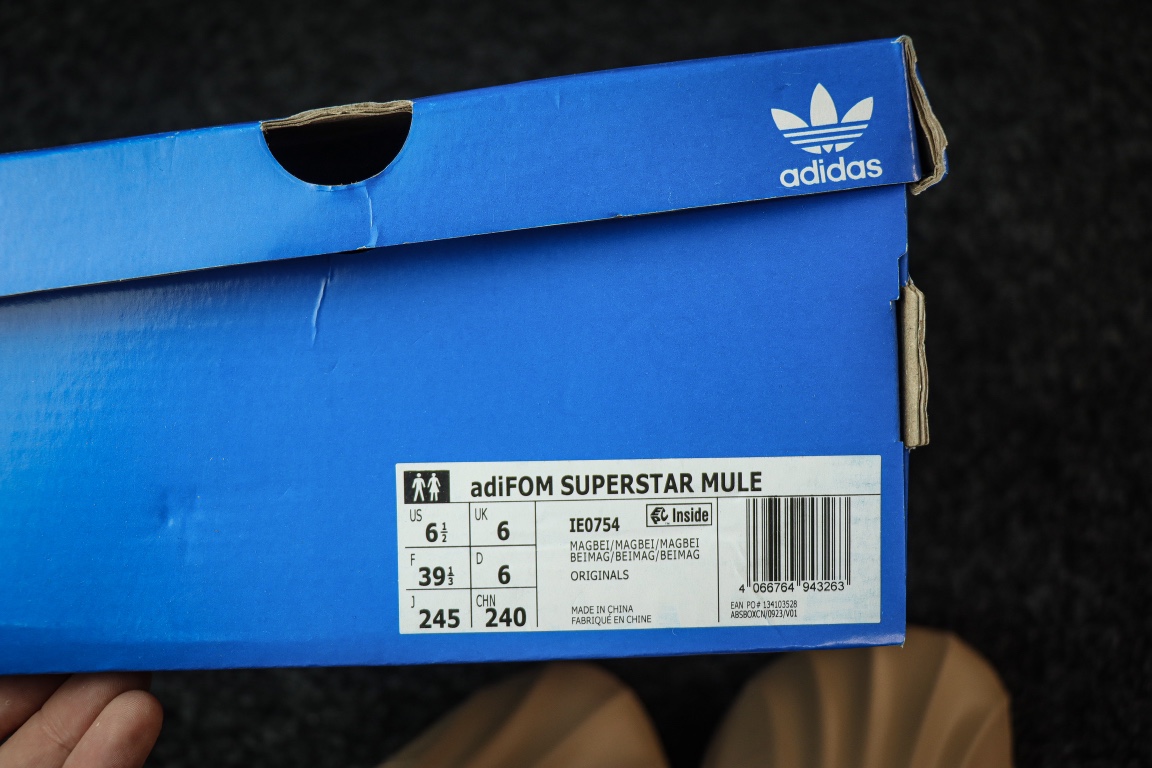 adidas
adiFOM SUPERSTAR MULE
US 6½
UK 6
F 39⅓
D 6
J 245
CHN 240
IE0754
Inside
MAGBEI/MAGBEI/MAGBEI
BEIMAG/BEIMAG/BEIMAG
ORIGINALS
MADE IN CHINA
FABRIQUÉ EN CHINE
4 066764 943263
EAN PO# 134103528
ABSBOXCN/0923/V01